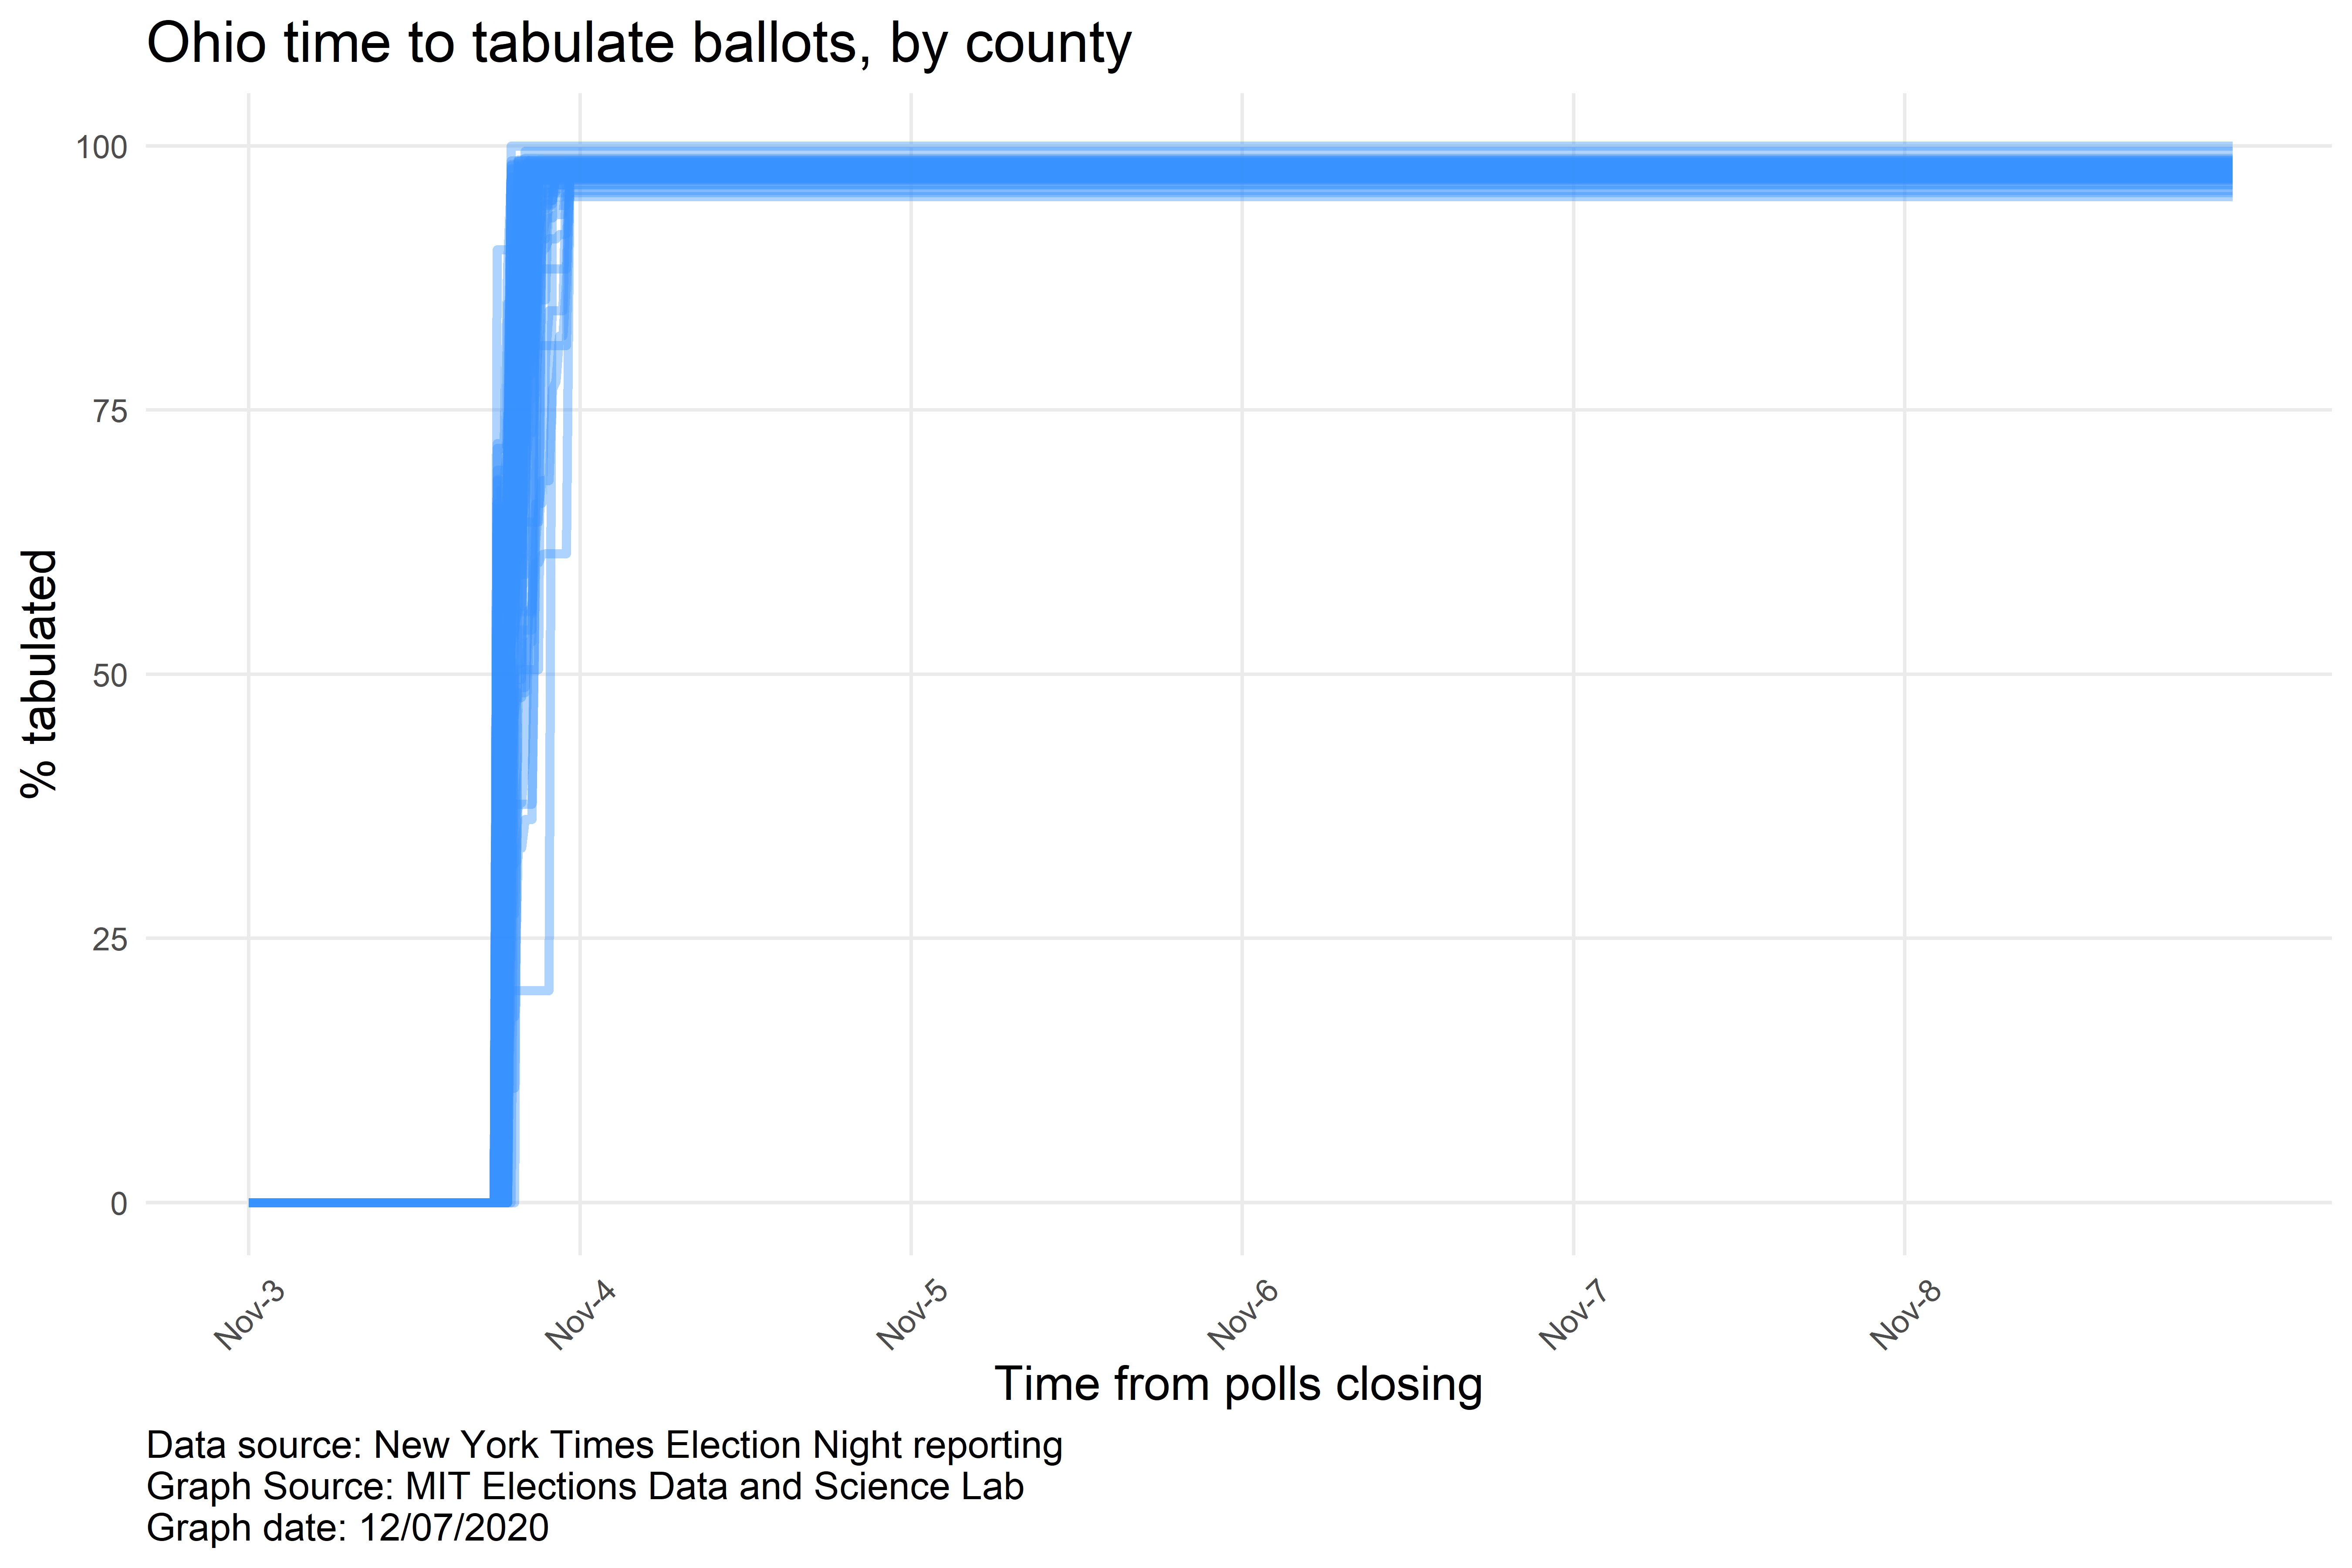 Ohio time to tabulate ballots, by county
100
75
50
25
0
% tabulated
Nov-3
Nov-4
Nov-5
Nov-6
Nov-7
Nov-8
Time from polls closing
Data source: New York Times Election Night reporting
Graph Source: MIT Elections Data and Science Lab
Graph date: 12/07/2020